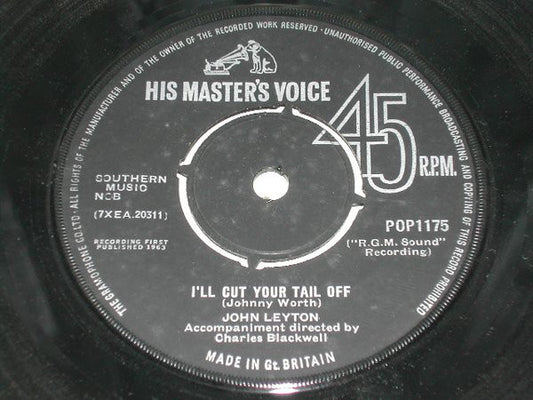 THE GRAMOPHONE CO. LTD. · ALL RIGHTS OF THE MANUFACTURER AND OF THE OWNER OF THE RECORDED WORK RESERVED · UNAUTHORISED PUBLIC PERFORMANCE BROADCASTING AND COPYING OF THIS RECORD PROHIBITED
HIS MASTER'S VOICE
45
R.P.M.
SOUTHERN
MUSIC
NCB
(7XEA.20311)
RECORDING FIRST
PUBLISHED 1963
POP1175
("R.G.M. Sound"
Recording)
I'LL CUT YOUR TAIL OFF
(Johnny Worth)
JOHN LEYTON
Accompaniment directed by
Charles Blackwell
MADE IN Gt. BRITAIN